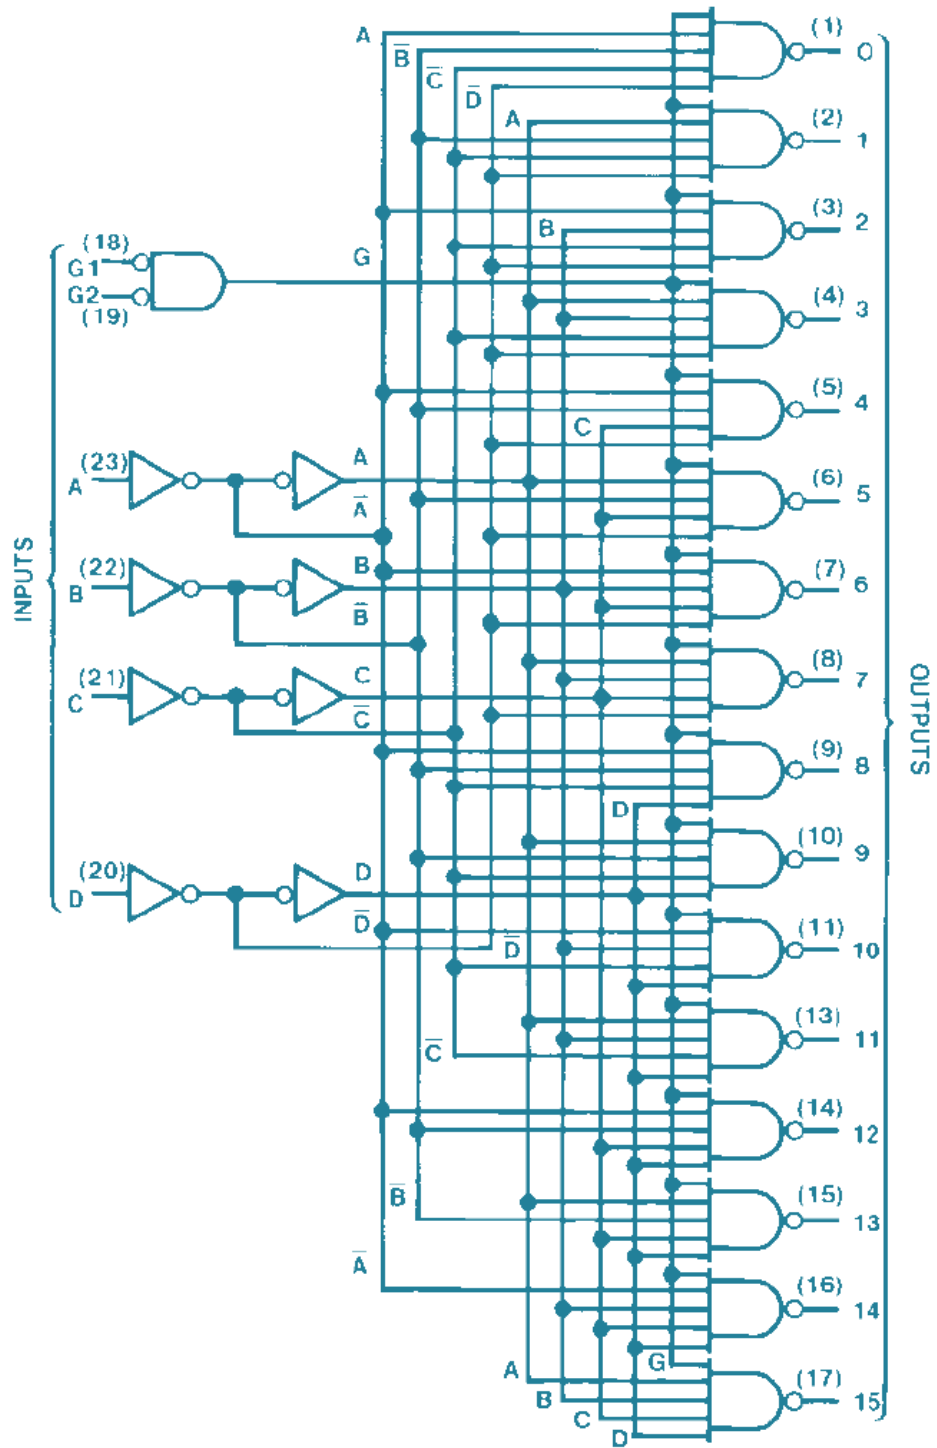 A (1)
B̅ 0
C̅
D̅
A (2)
1
(3)
B 2
(18) G
G1
G2 (4)
(19) 3
(5)
C 4
(23) A (6)
A A̅ 5
INPUTS
(22) B (7)
B B̅ 6
(21) C (8)
C C̅ 7
OUTPUTS
(9)
8
D
(10)
(20) D 9
D D̅
D̅ (11)
10
(13)
C̅ 11
(14)
12
B̅ (15)
13
A̅ (16)
14
G
A (17)
B 15
C
D